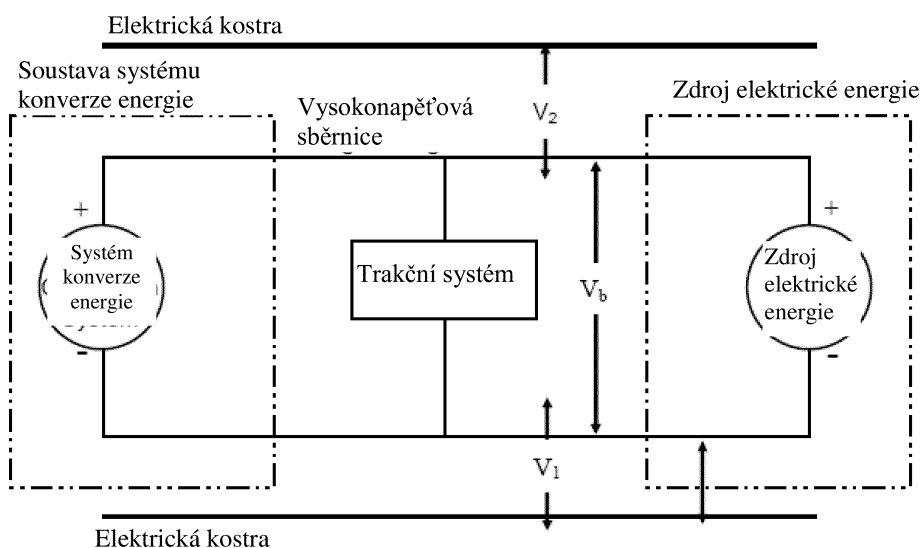 Elektrická kostra
Soustava systému
konverze energie
Vysokonapěťová
sběrnice
Zdroj elektrické energie
V2
+
+
Systém
konverze
energie
Trakční systém
Vb
Zdroj
elektrické
energie
-
-
V1
Elektrická kostra